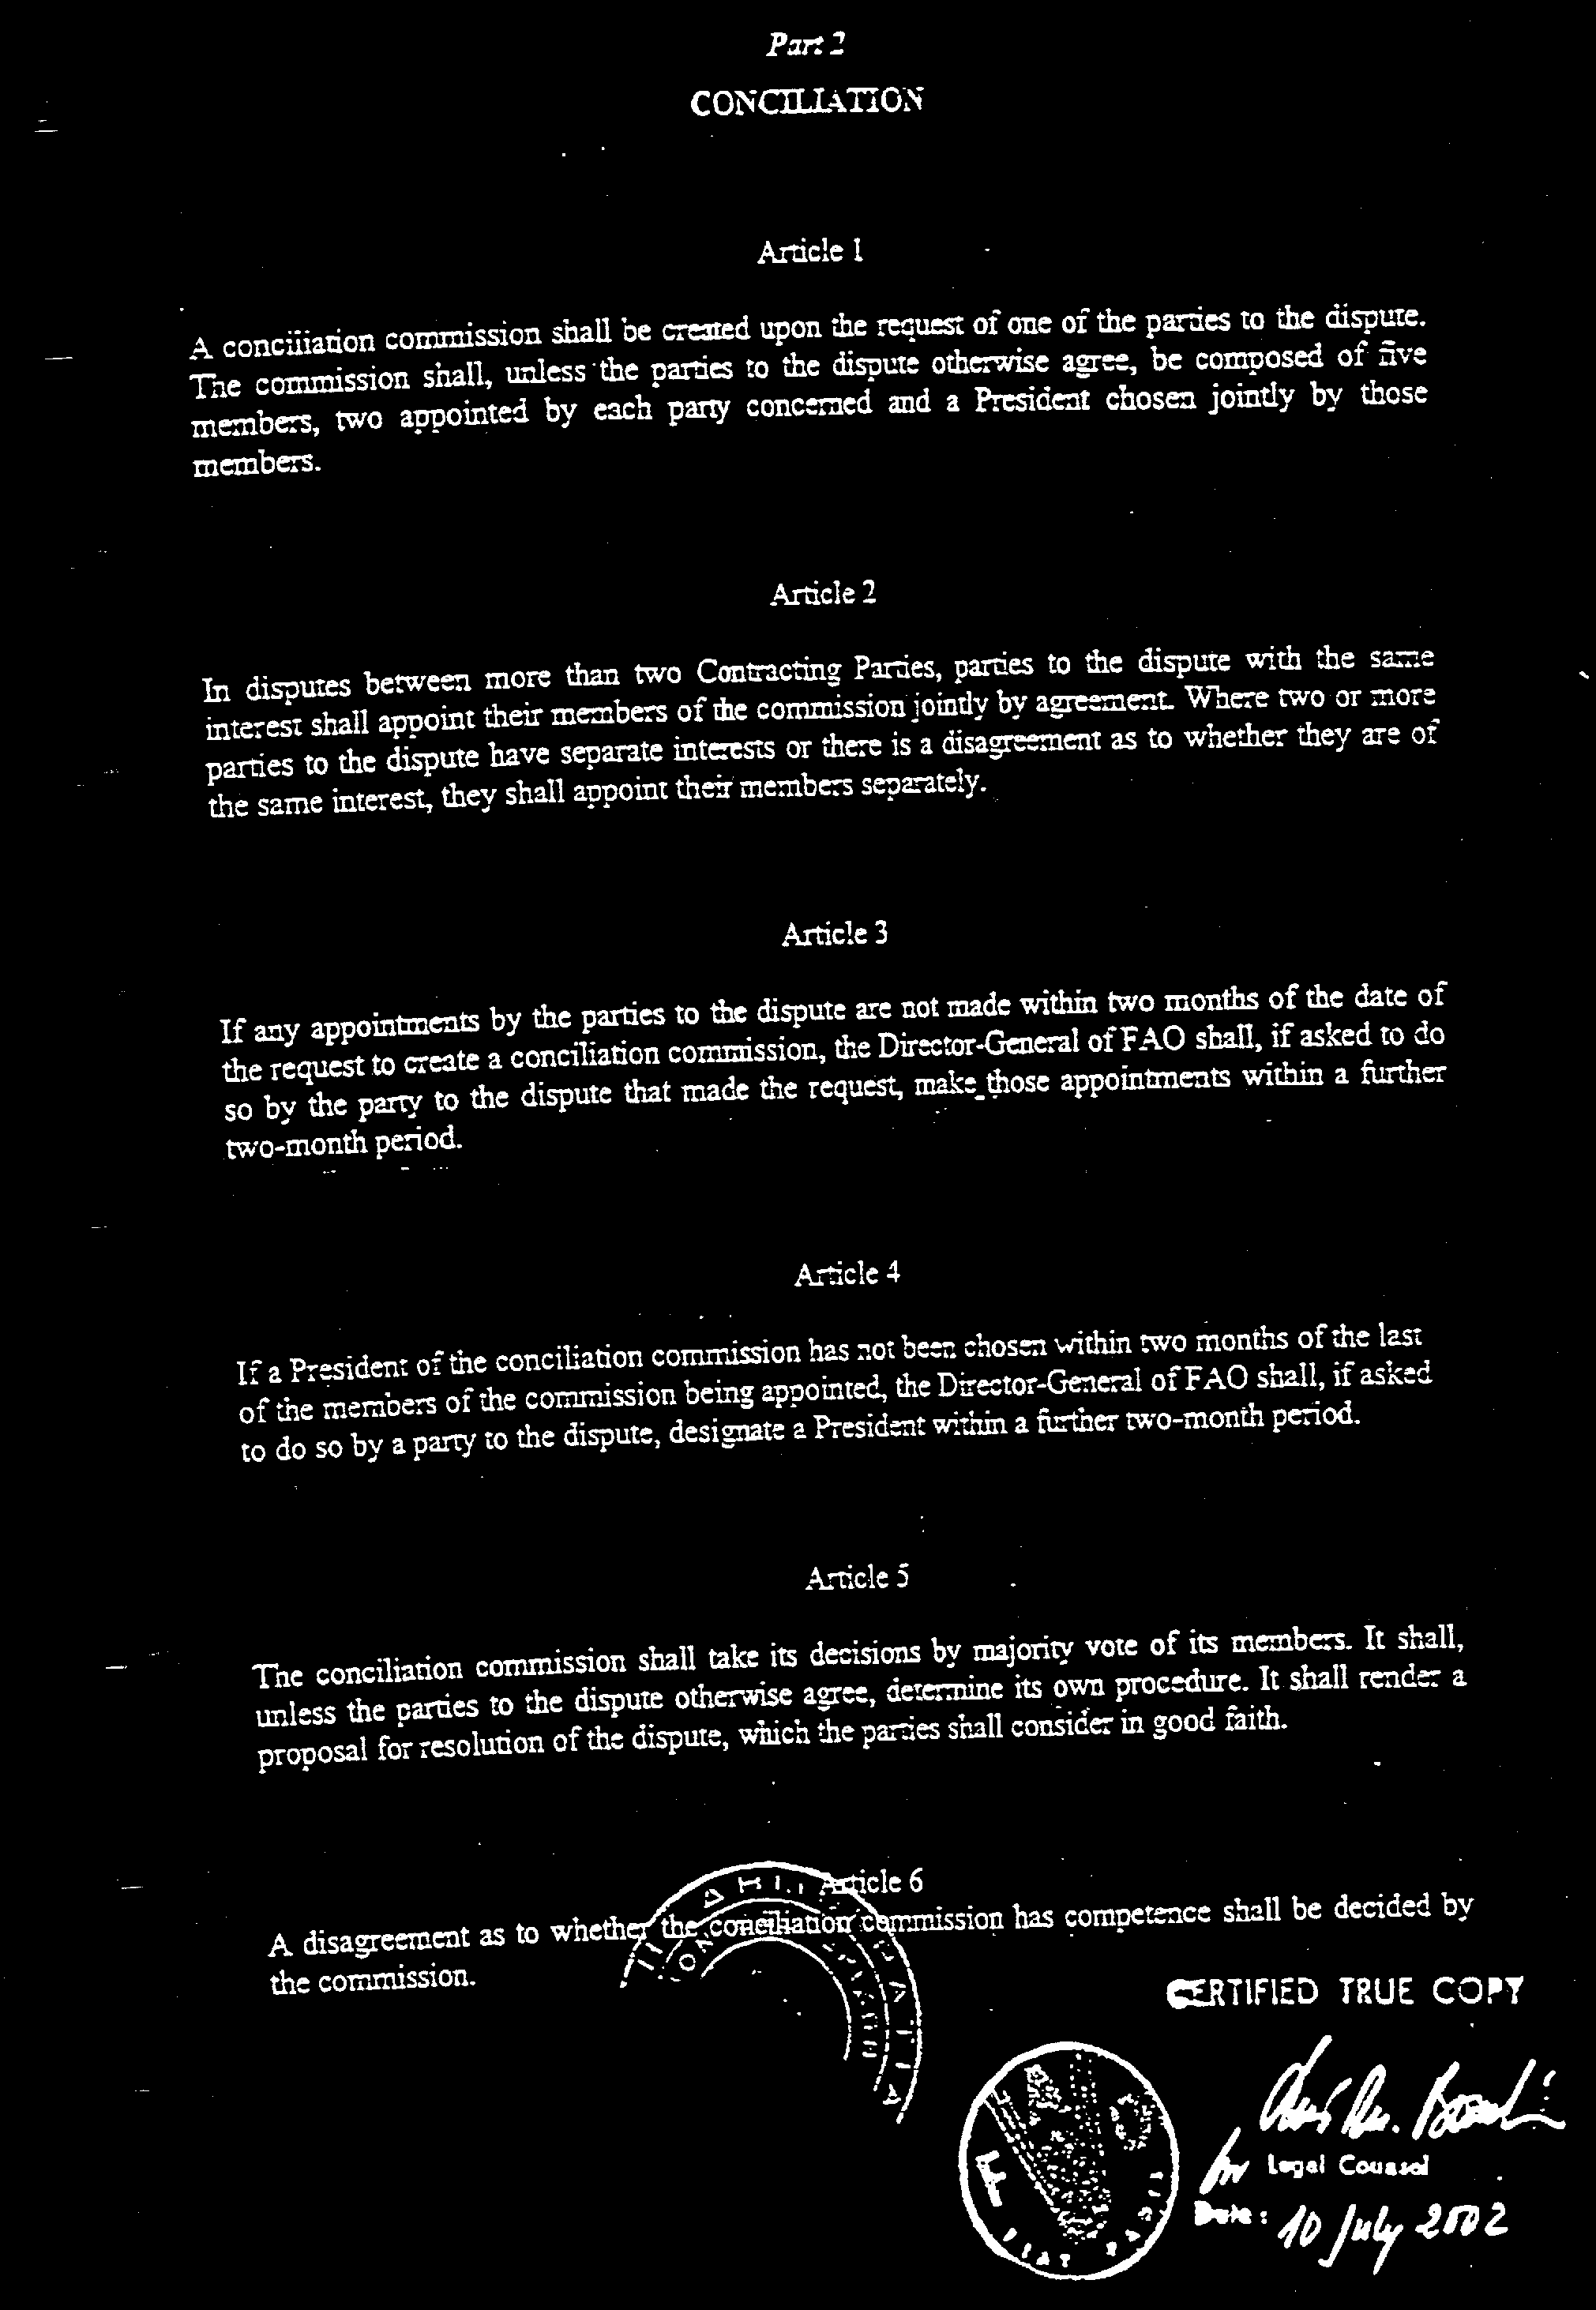 Part 2
CONCILIATION
Article 1
A conciliation commission shall be created upon the request of one of the parties to the dispute.
The commission shall, unless the parties to the dispute otherwise agree, be composed of five
members, two appointed by each party concerned and a President chosen jointly by those
members.
Article 2
In disputes between more than two Contracting Parties, parties to the dispute with the same
interest shall appoint their members of the commission jointly by agreement. Where two or more
parties to the dispute have separate interests or there is a disagreement as to whether they are of
the same interest, they shall appoint their members separately.
Article 3
If any appointments by the parties to the dispute are not made within two months of the date of
the request to create a conciliation commission, the Director-General of FAO shall, if asked to do
so by the party to the dispute that made the request, make those appointments within a further
two-month period.
Article 4
If a President of the conciliation commission has not been chosen within two months of the last
of the members of the commission being appointed, the Director-General of FAO shall, if asked
to do so by a party to the dispute, designate a President within a further two-month period.
Article 5
The conciliation commission shall take its decisions by majority vote of its members. It shall,
unless the parties to the dispute otherwise agree, determine its own procedure. It shall render a
proposal for resolution of the dispute, which the parties shall consider in good faith.
Article 6
A disagreement as to whether the conciliation commission has competence shall be decided by
the commission.
CERTIFIED TRUE COPY
for Legal Counsel
Date: 10 July 2002
FIAT